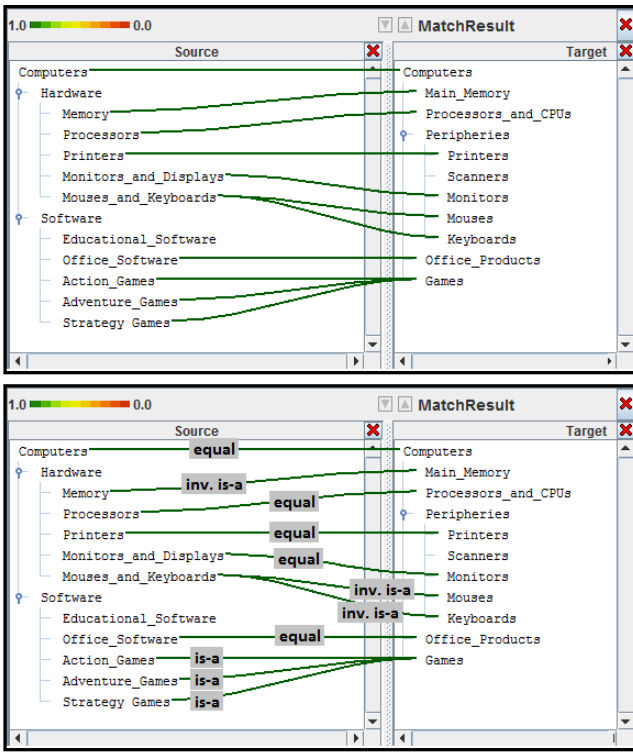 1.0 0.0 MatchResult
Source Target
Computers Computers
Hardware Main_Memory
Memory Processors_and_CPUs
Processors Peripheries
Printers Printers
Monitors_and_Displays Scanners
Mouses_and_Keyboards Monitors
Software Mouses
Educational_Software Keyboards
Office_Software Office_Products
Action_Games Games
Adventure_Games
Strategy Games
1.0 0.0 MatchResult
Source Target
Computers equal Computers
Hardware Main_Memory
Memory inv. is-a Processors_and_CPUs
Processors equal Peripheries
Printers equal Printers
Monitors_and_Displays equal Scanners
Mouses_and_Keyboards Monitors
Software inv. is-a Mouses
Educational_Software inv. is-a Keyboards
Office_Software equal Office_Products
Action_Games is-a Games
Adventure_Games is-a
Strategy Games is-a